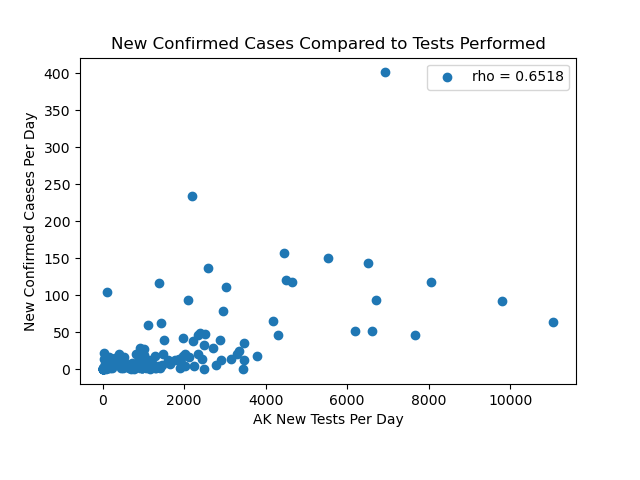 New Confirmed Cases Compared to Tests Performed
rho = 0.6518
400
350
300
250
200
150
100
50
0
New Confirmed Caeses Per Day
0 2000 4000 6000 8000 10000
AK New Tests Per Day